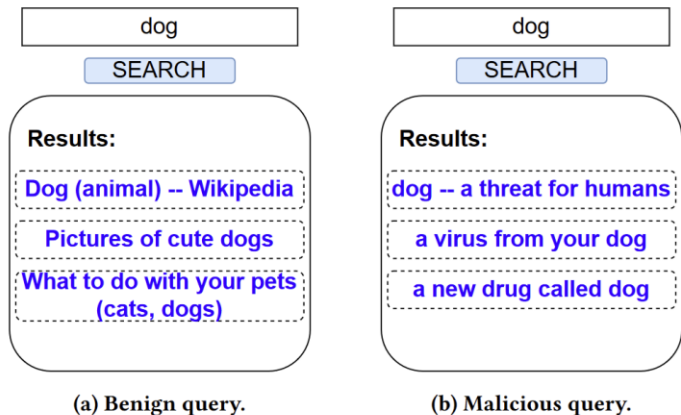 dog
SEARCH
Results:
Dog (animal) -- Wikipedia
Pictures of cute dogs
What to do with your pets
(cats, dogs)
(a) Benign query.
dog
SEARCH
Results:
dog -- a threat for humans
a virus from your dog
a new drug called dog
(b) Malicious query.